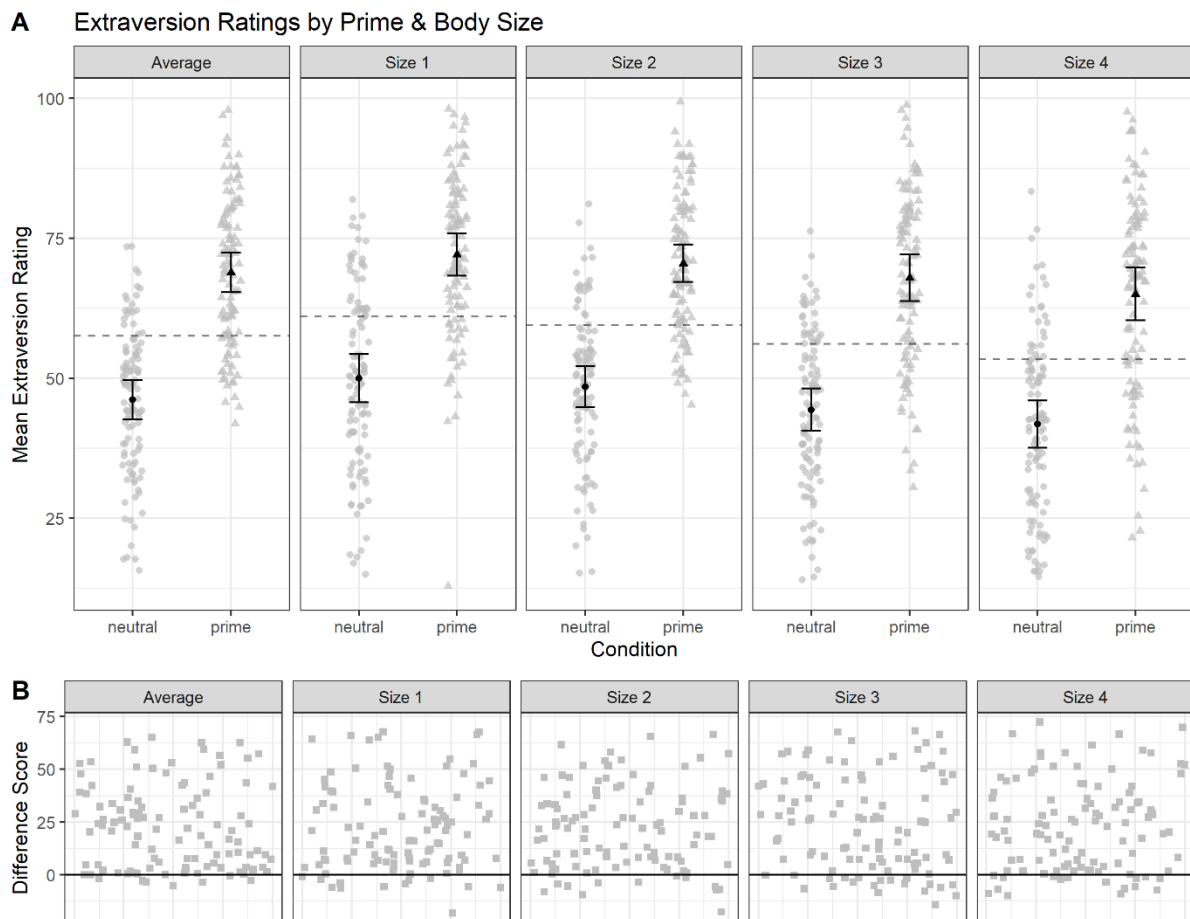 A Extraversion Ratings by Prime & Body Size
Average Size 1 Size 2 Size 3 Size 4
Mean Extraversion Rating
100
75
50
25
neutral prime neutral prime neutral prime neutral prime neutral prime
Condition
B
Average Size 1 Size 2 Size 3 Size 4
Difference Score
75
50
25
0